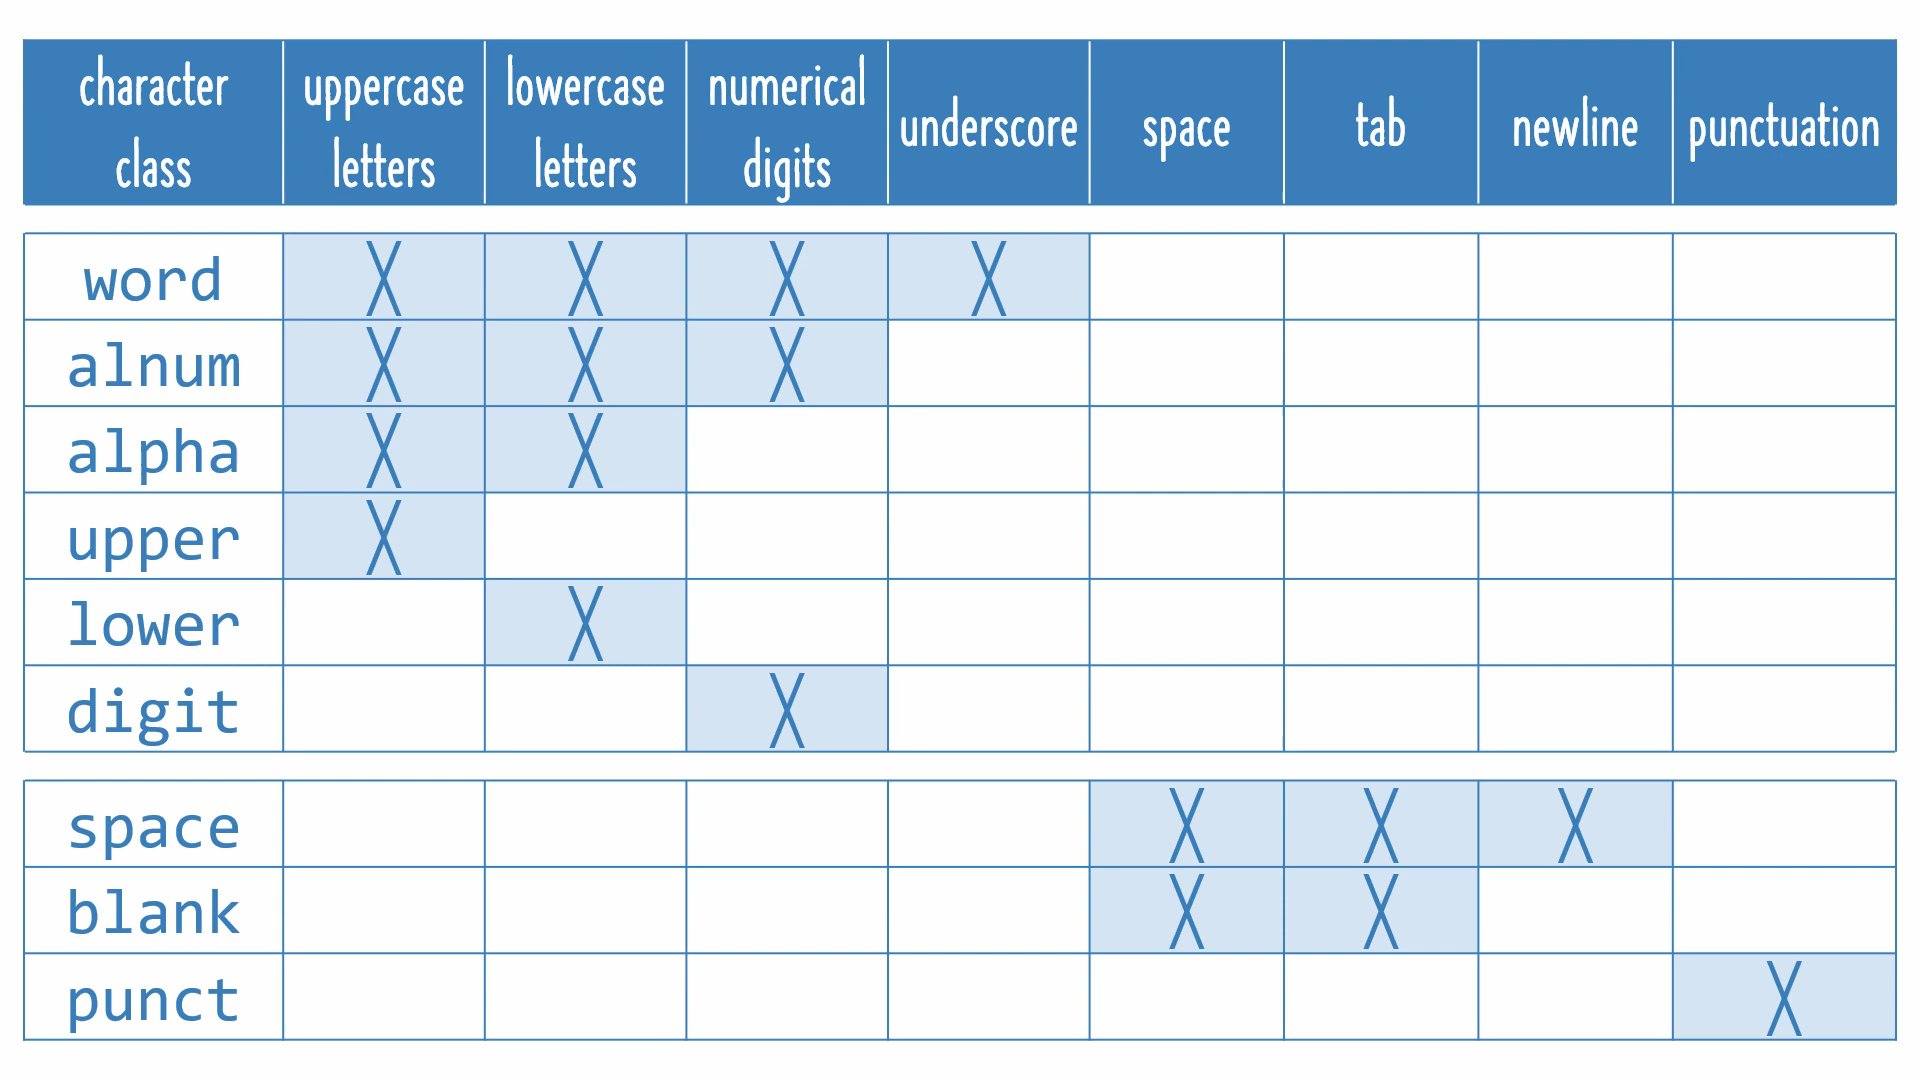 character class uppercase letters lowercase letters numerical digits underscore space tab newline punctuation
word X X X X
alnum X X X
alpha X X
upper X
lower X
digit X
space X X X
blank X X
punct X